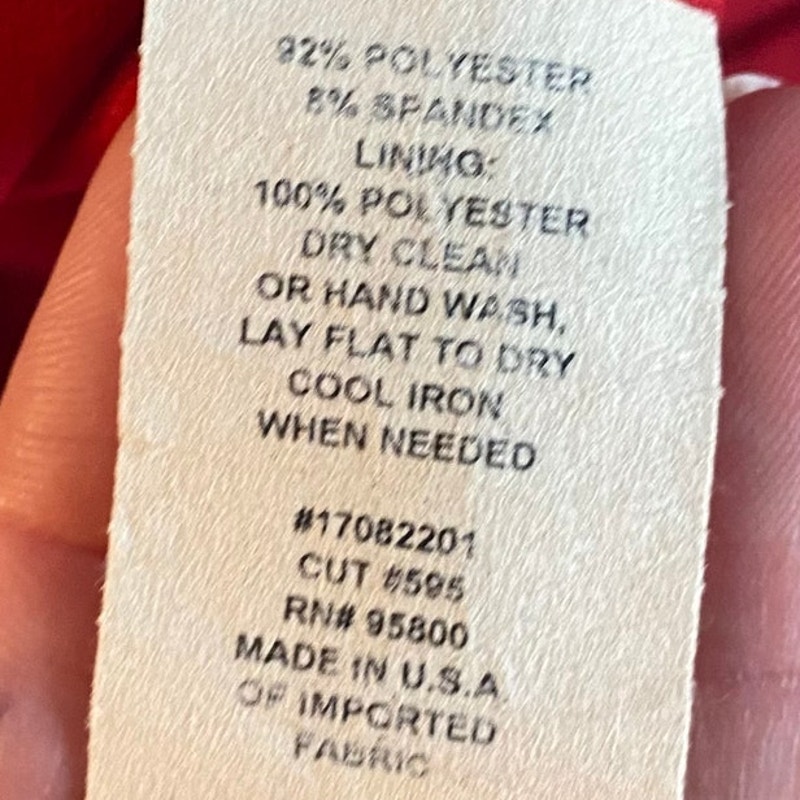 92% POLYESTER
8% SPANDEX
LINING:
100% POLYESTER
DRY CLEAN
OR HAND WASH,
LAY FLAT TO DRY
COOL IRON
WHEN NEEDED
#17082201
CUT #595
RN# 95800
MADE IN U.S.A
OF IMPORTED
FABRIC